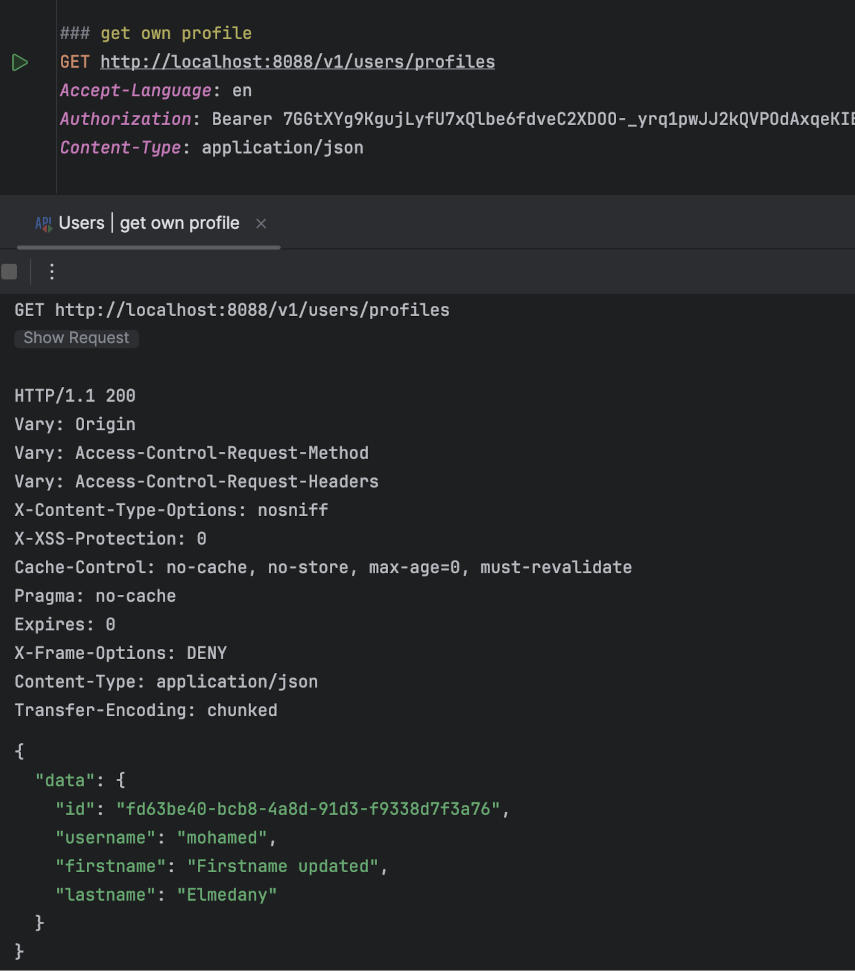 ### get own profile
GET http://localhost:8088/v1/users/profiles
Accept-Language: en
Authorization: Bearer 7GGtXYg9KgujLyfU7xQlbe6fdveC2XDOO-_yrq1pwJJ2kQVPOdAxqeKIE
Content-Type: application/json
API Users | get own profile ×
GET http://localhost:8088/v1/users/profiles
Show Request
HTTP/1.1 200
Vary: Origin
Vary: Access-Control-Request-Method
Vary: Access-Control-Request-Headers
X-Content-Type-Options: nosniff
X-XSS-Protection: 0
Cache-Control: no-cache, no-store, max-age=0, must-revalidate
Pragma: no-cache
Expires: 0
X-Frame-Options: DENY
Content-Type: application/json
Transfer-Encoding: chunked
{
"data": {
"id": "fd63be40-bcb8-4a8d-91d3-f9338d7f3a76",
"username": "mohamed",
"firstname": "Firstname updated",
"lastname": "Elmedany"
}
}